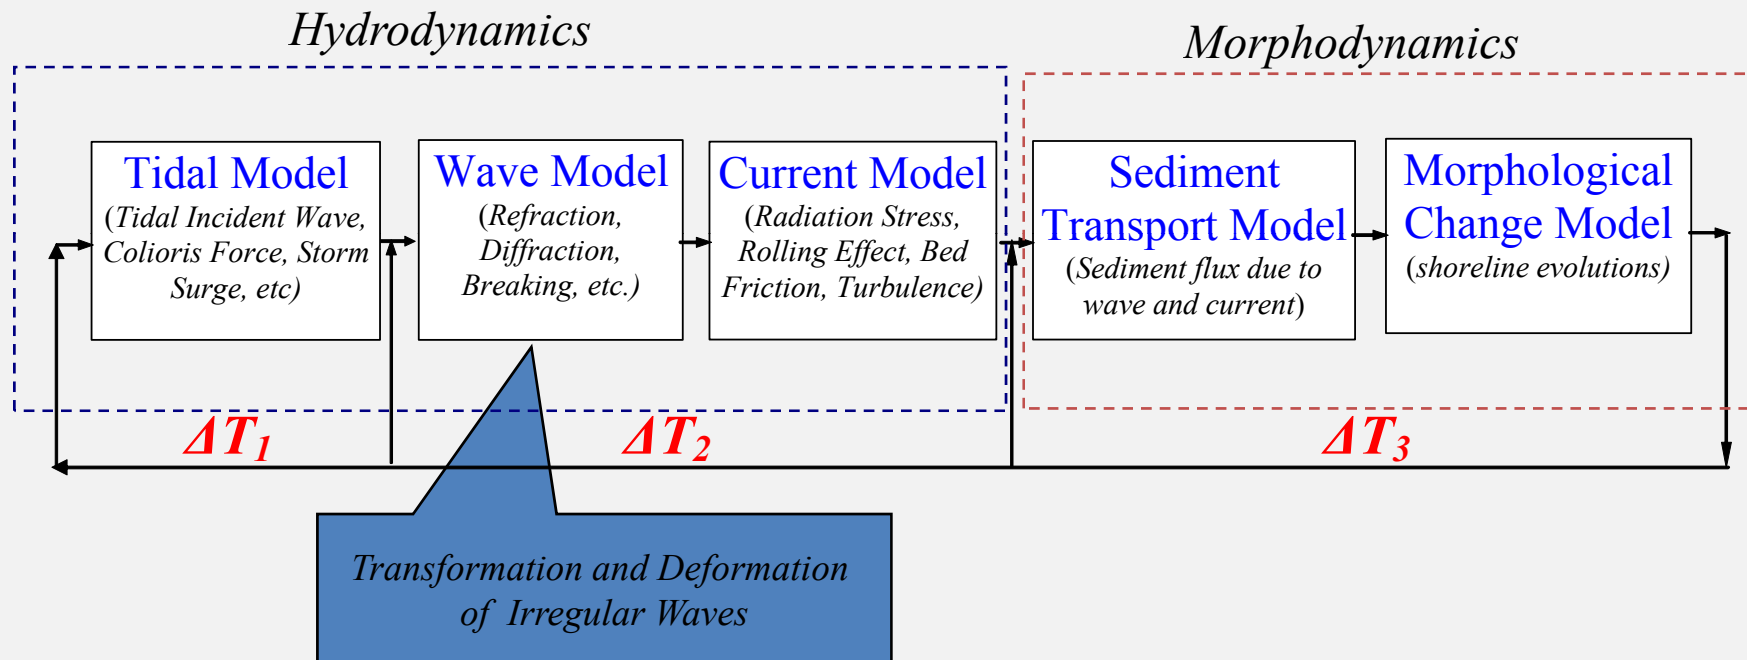 Hydrodynamics
Morphodynamics
Tidal Model
(Tidal Incident Wave,
Colioris Force, Storm
Surge, etc)
Wave Model
(Refraction,
Diffraction,
Breaking, etc.)
Current Model
(Radiation Stress,
Rolling Effect, Bed
Friction, Turbulence)
Sediment
Transport Model
(Sediment flux due to
wave and current)
Morphological
Change Model
(shoreline evolutions)
ΔT1
ΔT2
ΔT3
Transformation and Deformation
of Irregular Waves